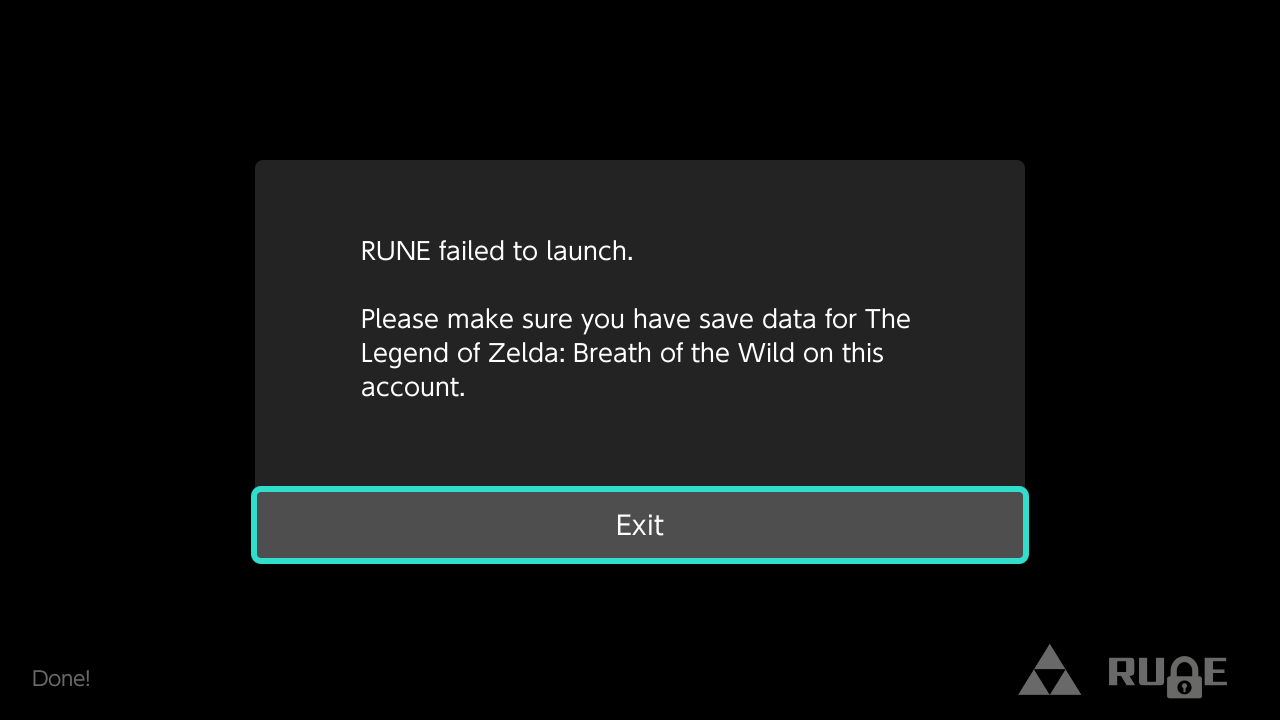 RUNE failed to launch.
Please make sure you have save data for The
Legend of Zelda: Breath of the Wild on this
account.
Exit
Done!
RUNE